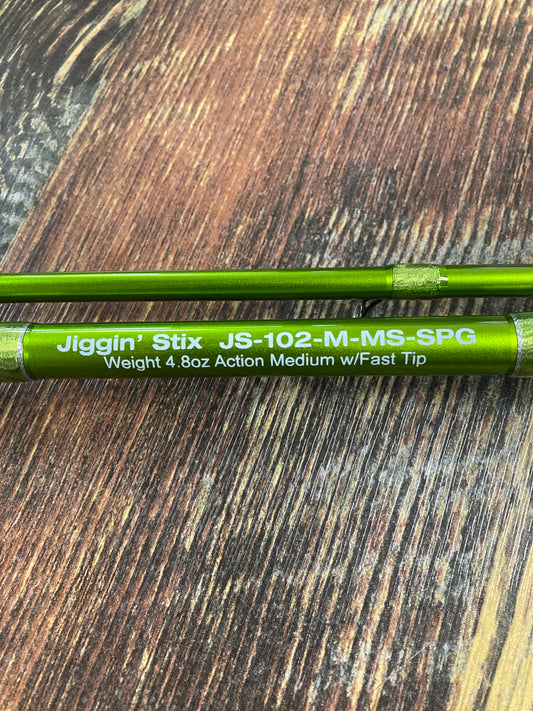 Jiggin' Stix JS-102-M-MS-SPG
Weight 4.8oz Action Medium w/Fast Tip